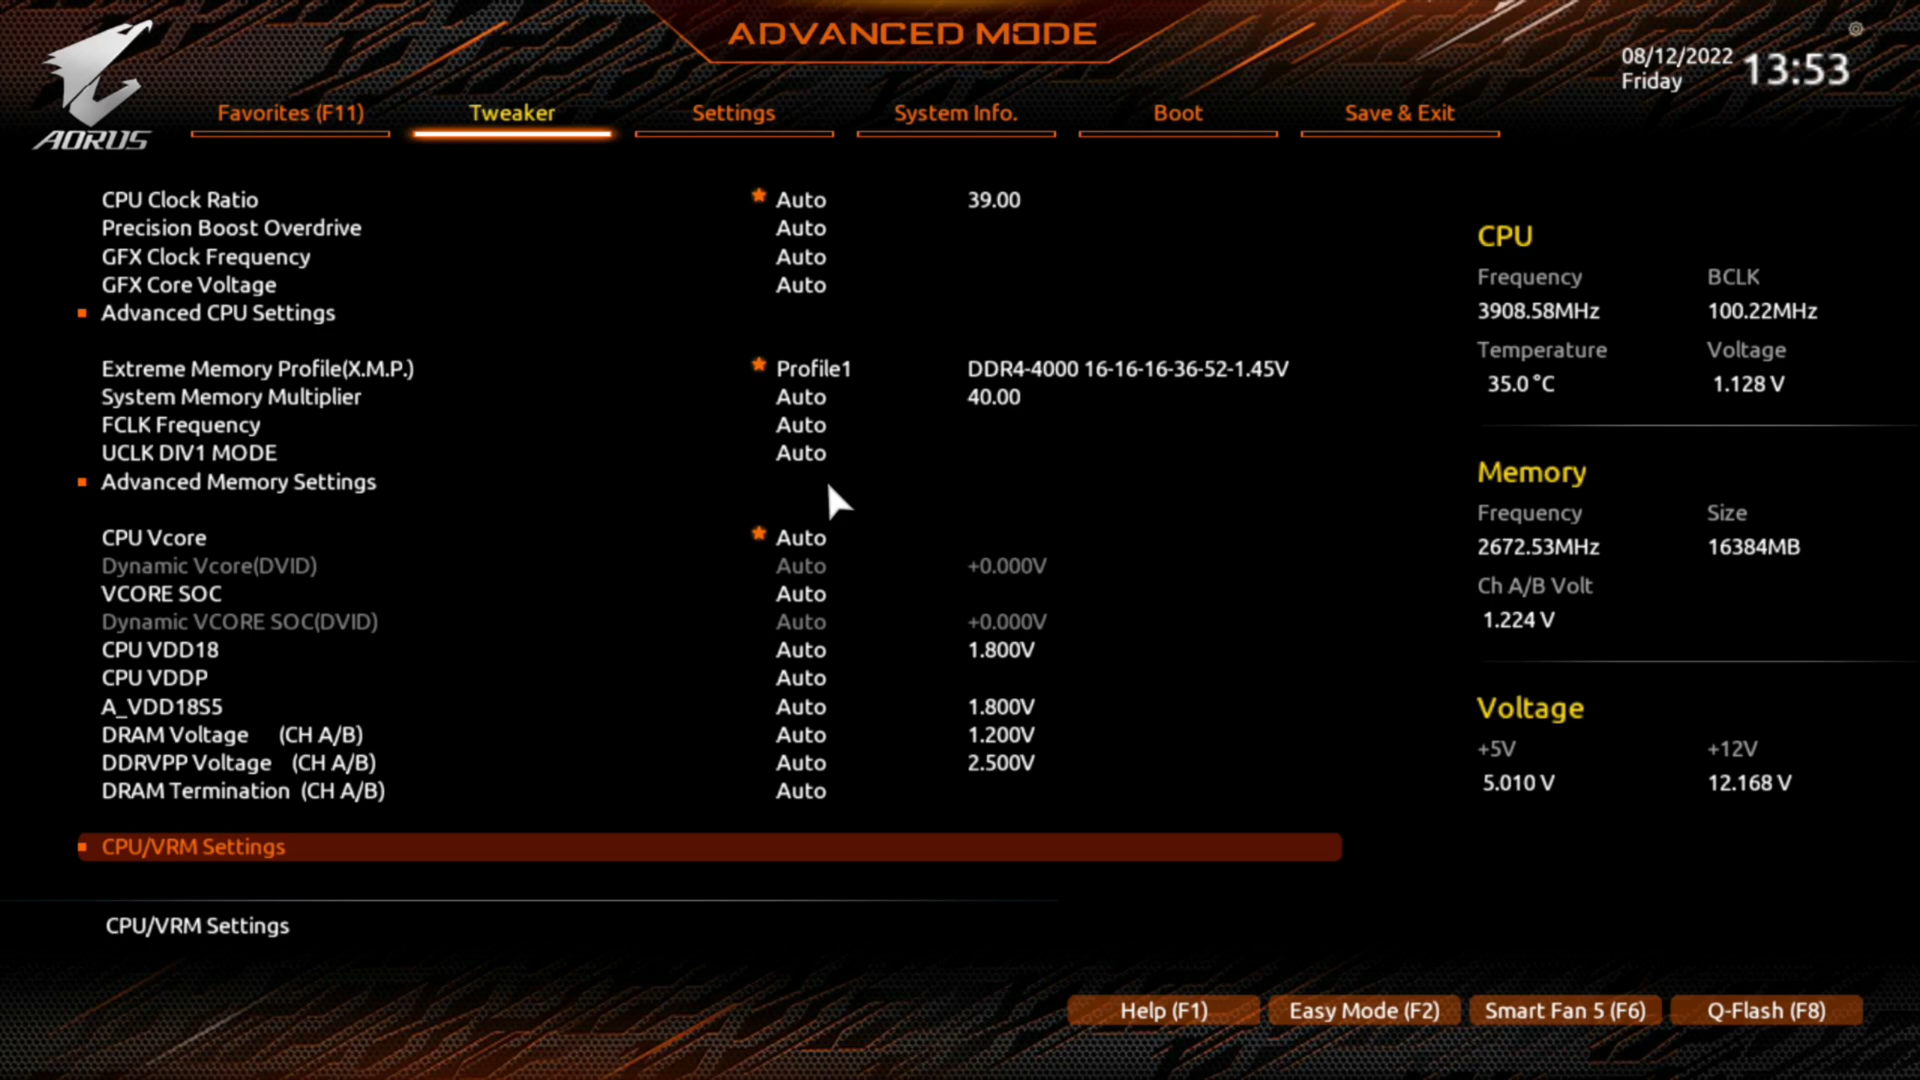 ADVANCED MODE
08/12/2022
Friday
13:53
AORUS
Favorites (F11) Tweaker Settings System Info. Boot Save & Exit
CPU Clock Ratio Auto 39.00
Precision Boost Overdrive Auto
GFX Clock Frequency Auto
GFX Core Voltage Auto
Advanced CPU Settings
Extreme Memory Profile(X.M.P.) Profile1 DDR4-4000 16-16-16-36-52-1.45V
System Memory Multiplier Auto 40.00
FCLK Frequency Auto
UCLK DIV1 MODE Auto
Advanced Memory Settings
CPU Vcore Auto
Dynamic Vcore(DVID) Auto +0.000V
VCORE SOC Auto
Dynamic VCORE SOC(DVID) Auto +0.000V
CPU VDD18 Auto 1.800V
CPU VDDP Auto
A_VDD18S5 Auto 1.800V
DRAM Voltage (CH A/B) Auto 1.200V
DDRVPP Voltage (CH A/B) Auto 2.500V
DRAM Termination (CH A/B) Auto
CPU/VRM Settings
CPU/VRM Settings
CPU
Frequency BCLK
3908.58MHz 100.22MHz
Temperature Voltage
35.0 °C 1.128 V
Memory
Frequency Size
2672.53MHz 16384MB
Ch A/B Volt
1.224 V
Voltage
+5V +12V
5.010 V 12.168 V
Help (F1) Easy Mode (F2) Smart Fan 5 (F6) Q-Flash (F8)